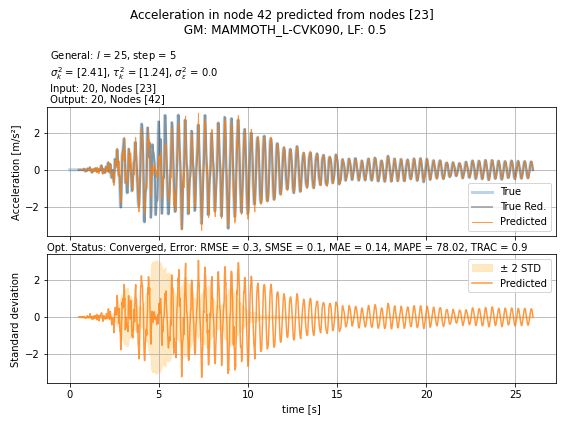 Acceleration in node 42 predicted from nodes [23]
GM: MAMMOTH_L-CVK090, LF: 0.5
General: l = 25, step = 5
σ²ₖ = [2.41], τ²ₖ = [1.24], σ²ε = 0.0
Input: 20, Nodes [23]
Output: 20, Nodes [42]
Acceleration [m/s²]
2
0
−2
True
True Red.
Predicted
Opt. Status: Converged, Error: RMSE = 0.3, SMSE = 0.1, MAE = 0.14, MAPE = 78.02, TRAC = 0.9
Standard deviation
2
0
−2
± 2 STD
Predicted
0 5 10 15 20 25
time [s]